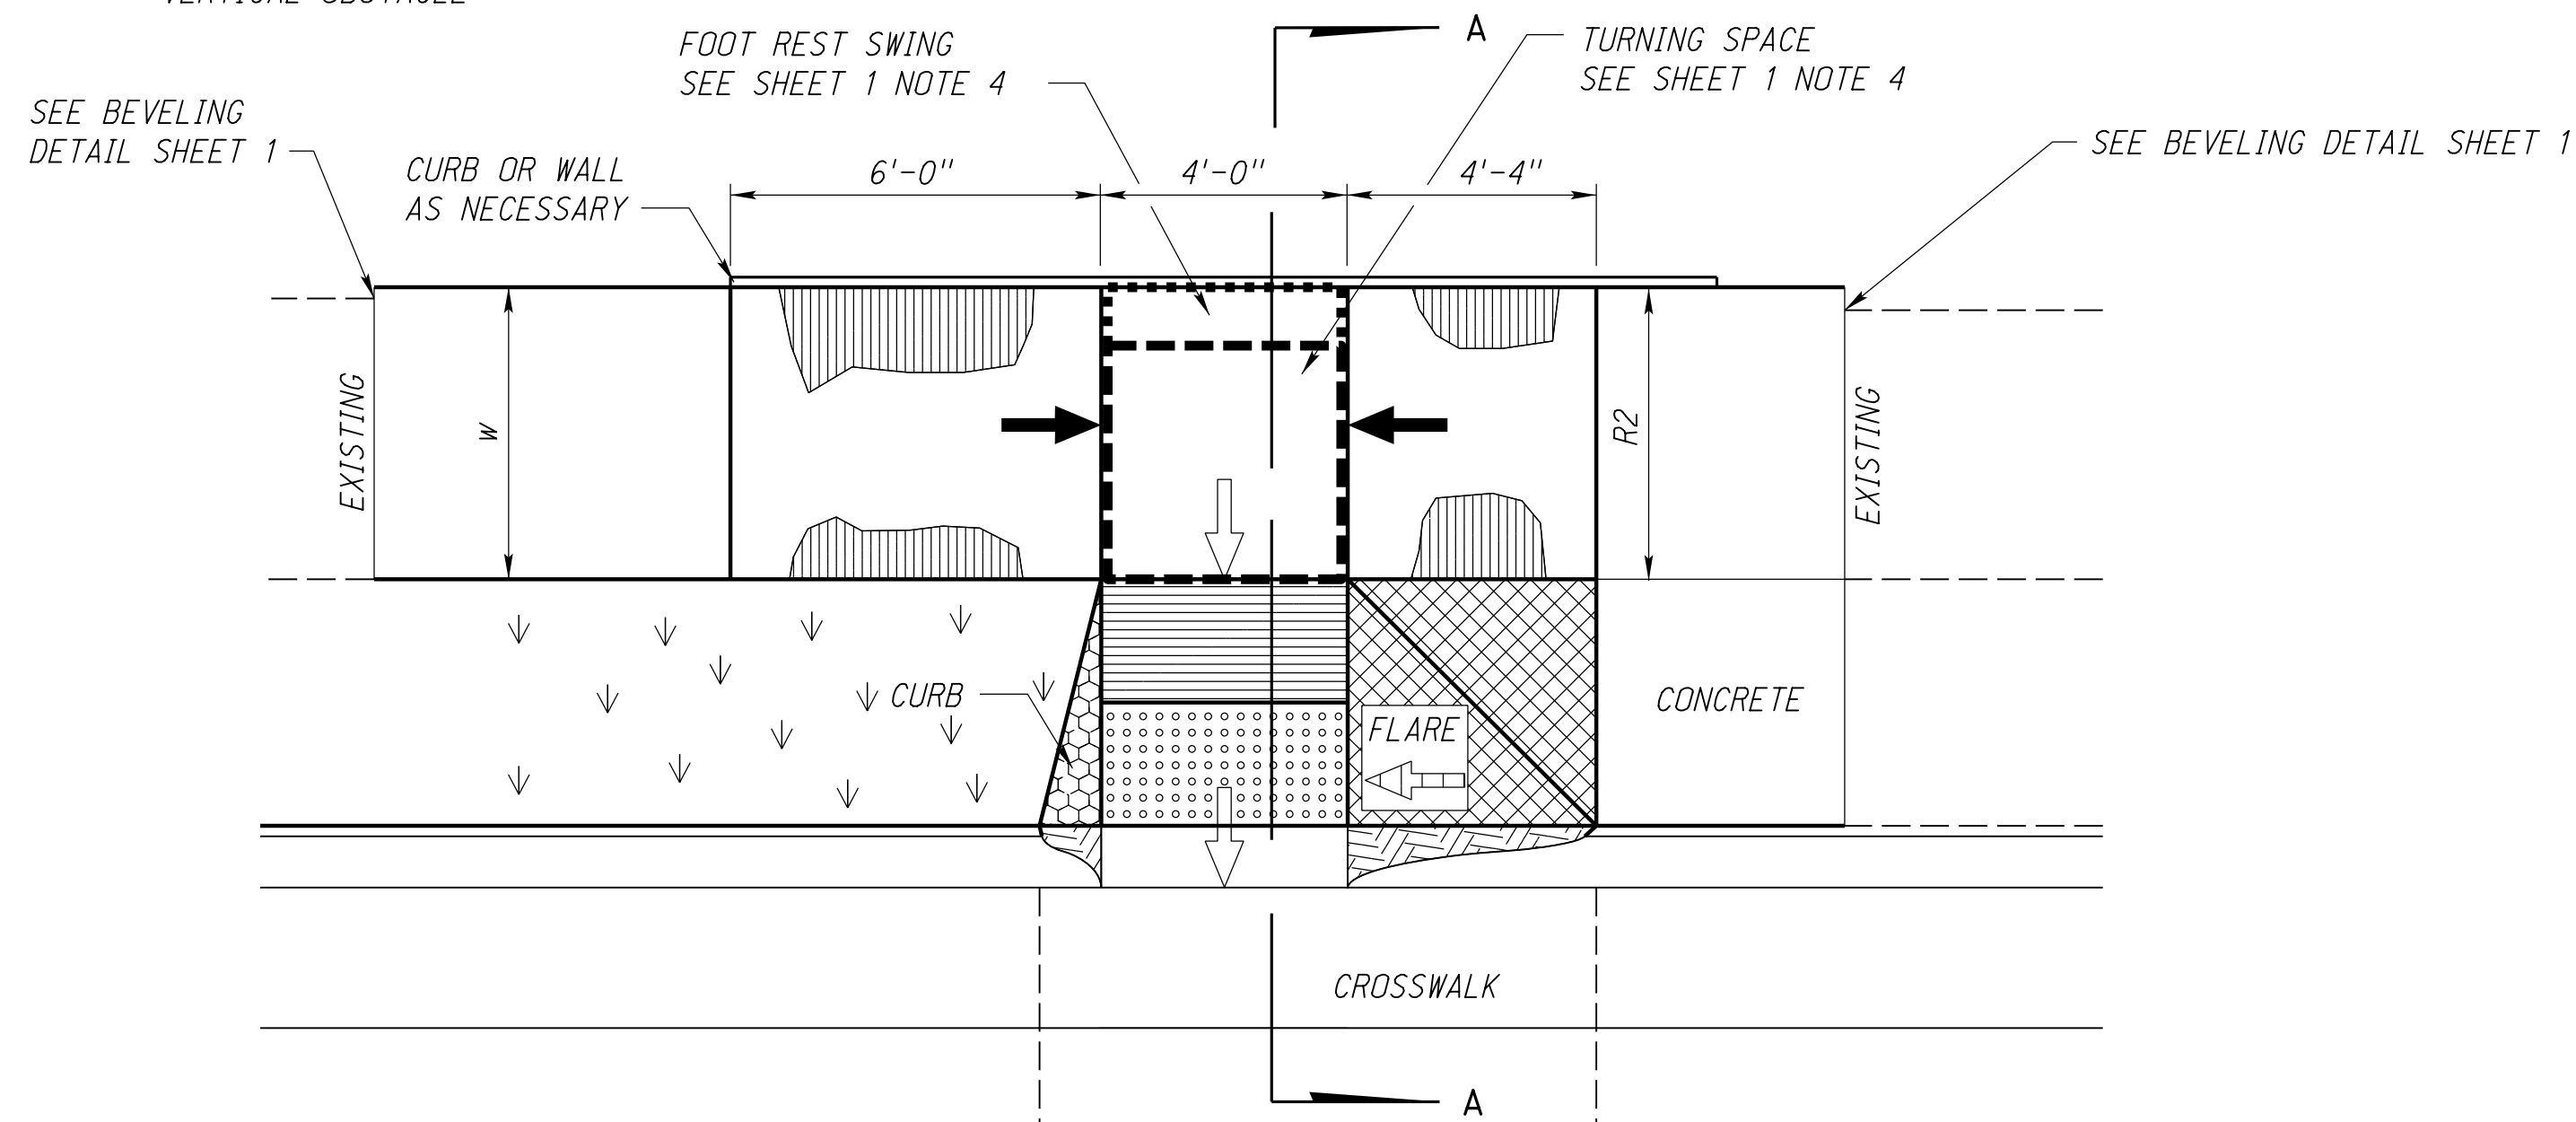 VERTICAL OBSTACLE
FOOT REST SWING
SEE SHEET 1 NOTE 4
A
TURNING SPACE
SEE SHEET 1 NOTE 4
SEE BEVELING
DETAIL SHEET 1
SEE BEVELING DETAIL SHEET 1
CURB OR WALL
AS NECESSARY
6'-0"
4'-0"
4'-4"
EXISTING
W
R2
EXISTING
CURB
FLARE
CONCRETE
CROSSWALK
A